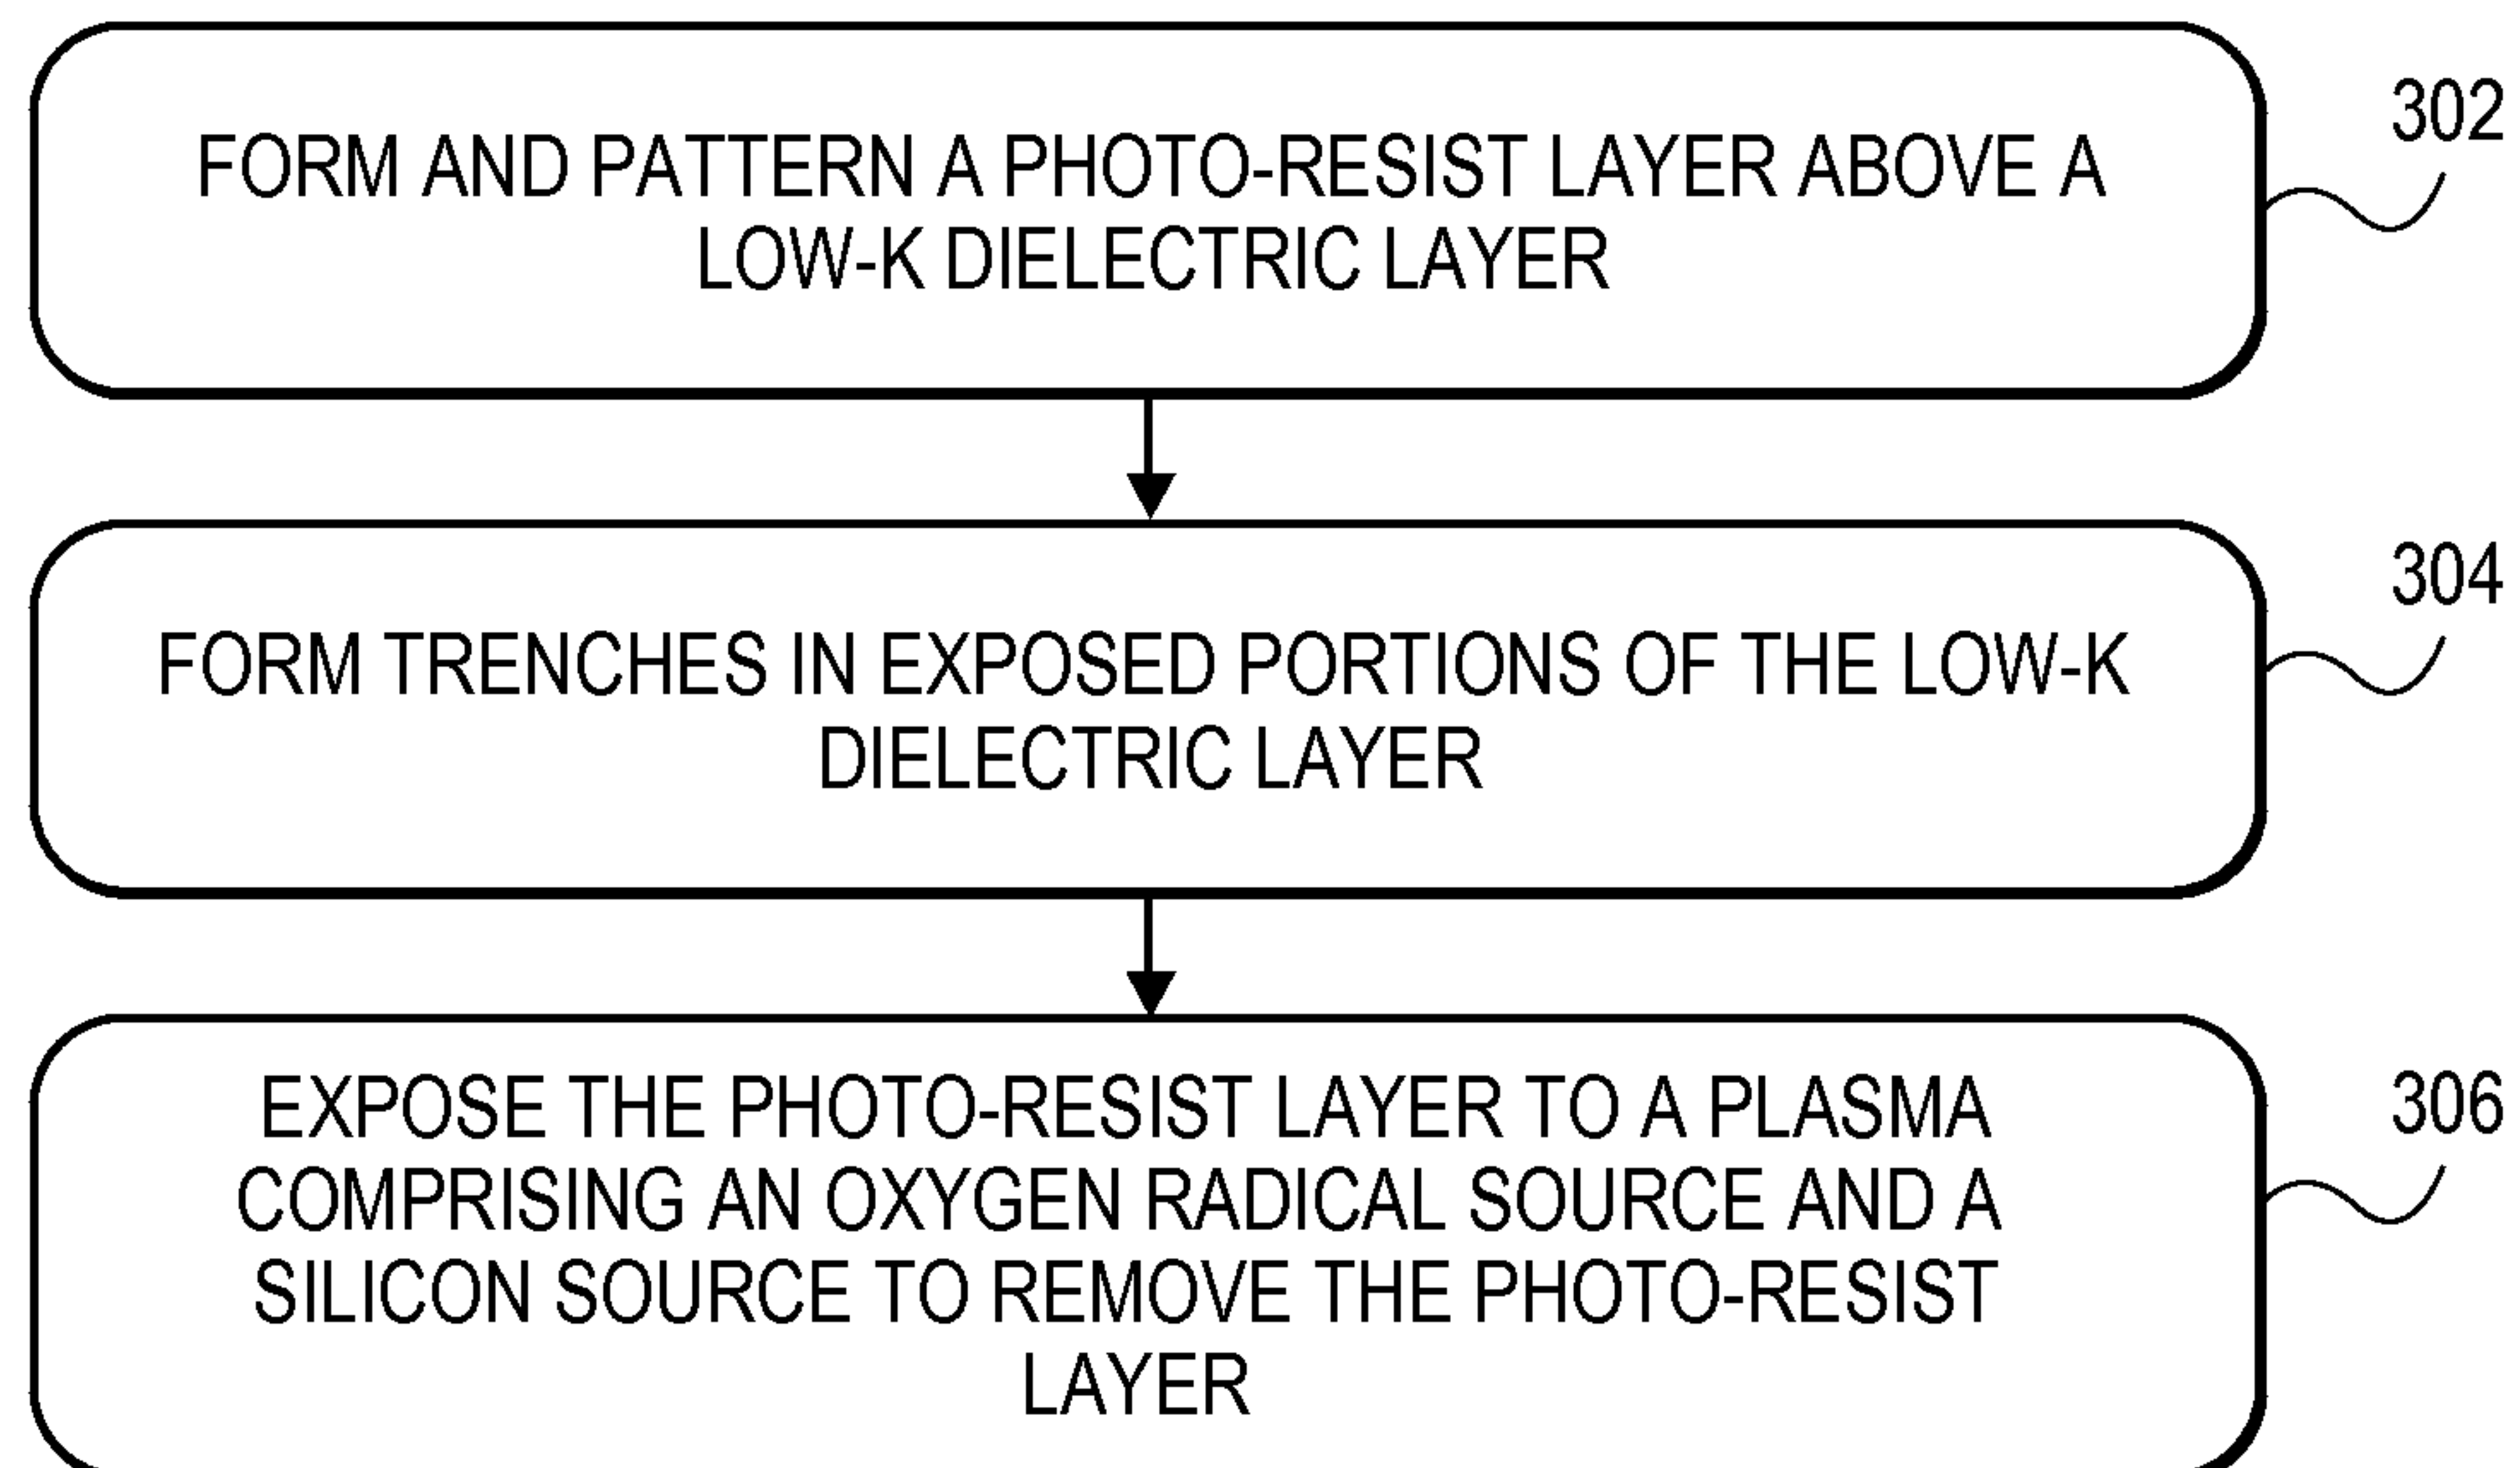 302
FORM AND PATTERN A PHOTO-RESIST LAYER ABOVE A
LOW-K DIELECTRIC LAYER
304
FORM TRENCHES IN EXPOSED PORTIONS OF THE LOW-K
DIELECTRIC LAYER
306
EXPOSE THE PHOTO-RESIST LAYER TO A PLASMA
COMPRISING AN OXYGEN RADICAL SOURCE AND A
SILICON SOURCE TO REMOVE THE PHOTO-RESIST
LAYER